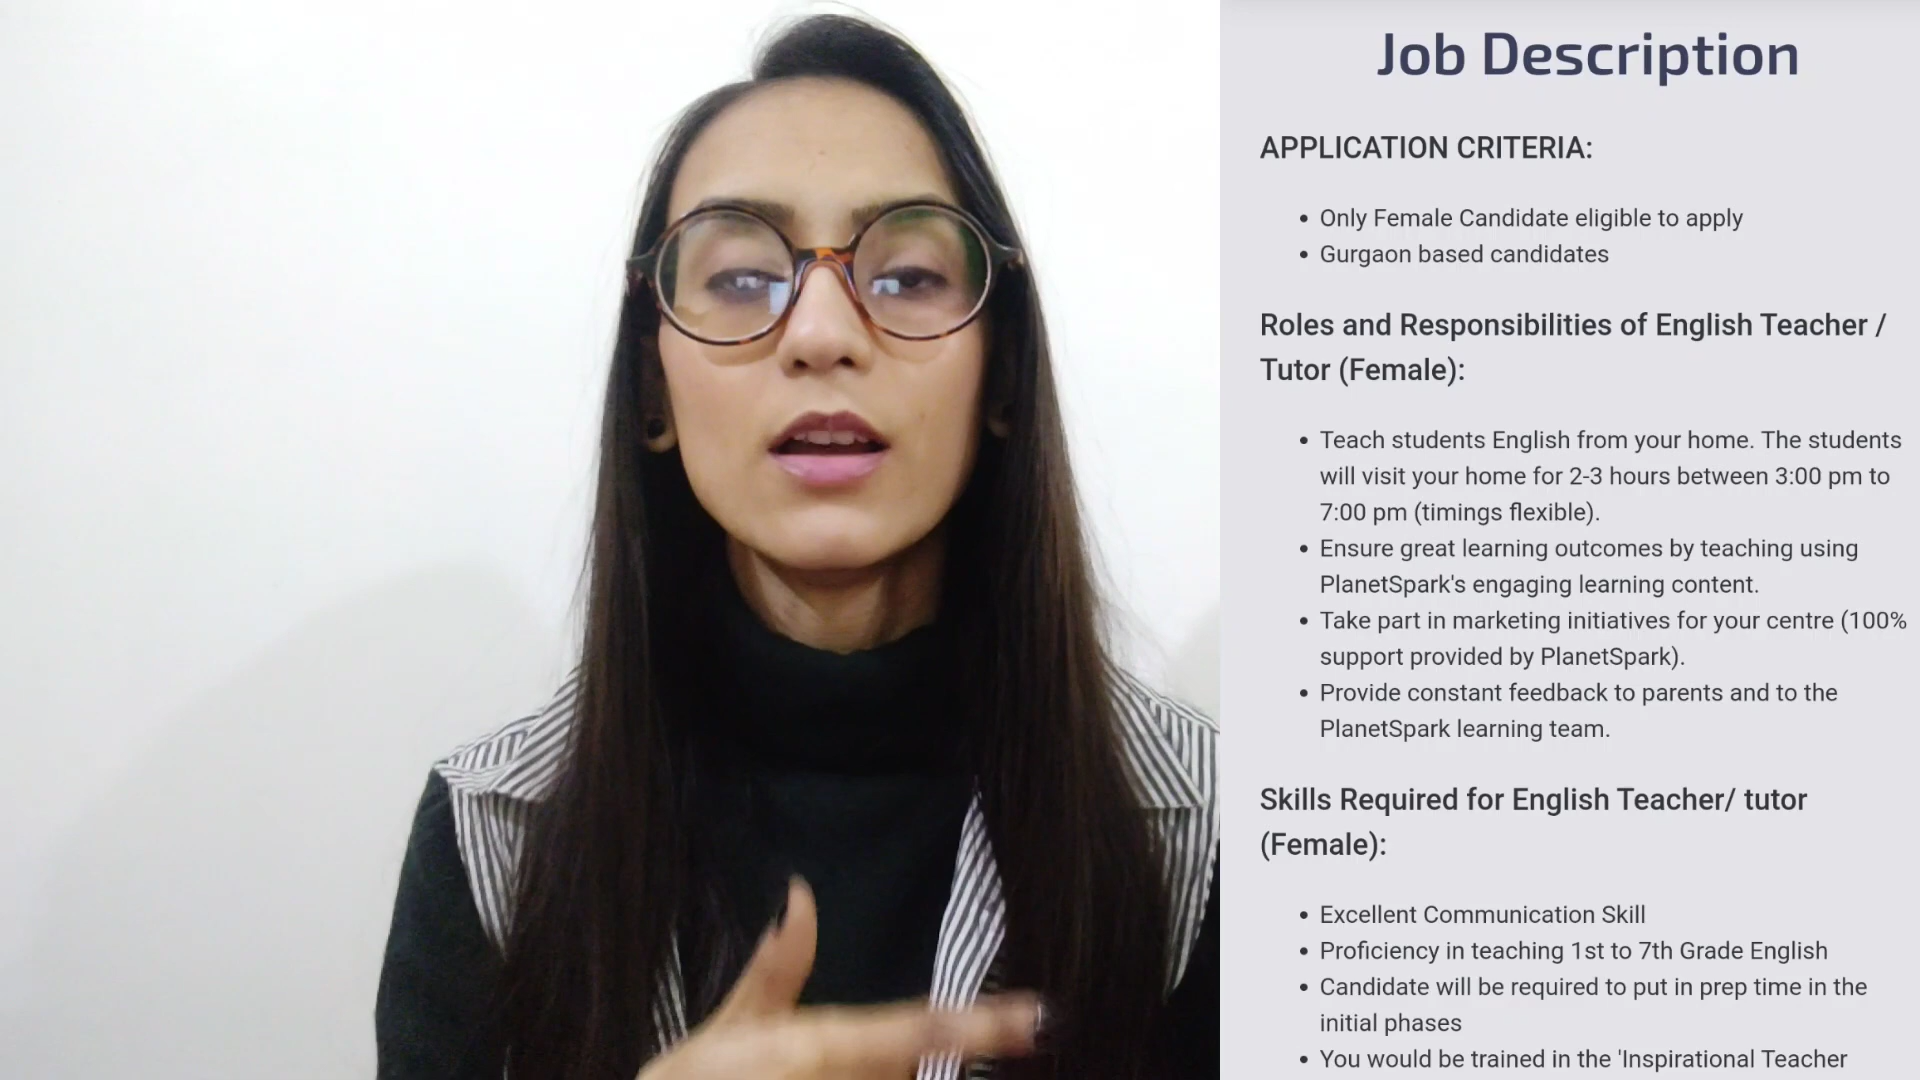 Job Description
APPLICATION CRITERIA:
• Only Female Candidate eligible to apply
• Gurgaon based candidates
Roles and Responsibilities of English Teacher /
Tutor (Female):
• Teach students English from your home. The students
will visit your home for 2-3 hours between 3:00 pm to
7:00 pm (timings flexible).
• Ensure great learning outcomes by teaching using
PlanetSpark's engaging learning content.
• Take part in marketing initiatives for your centre (100%
support provided by PlanetSpark).
• Provide constant feedback to parents and to the
PlanetSpark learning team.
Skills Required for English Teacher/ tutor
(Female):
• Excellent Communication Skill
• Proficiency in teaching 1st to 7th Grade English
• Candidate will be required to put in prep time in the
initial phases
• You would be trained in the 'Inspirational Teacher